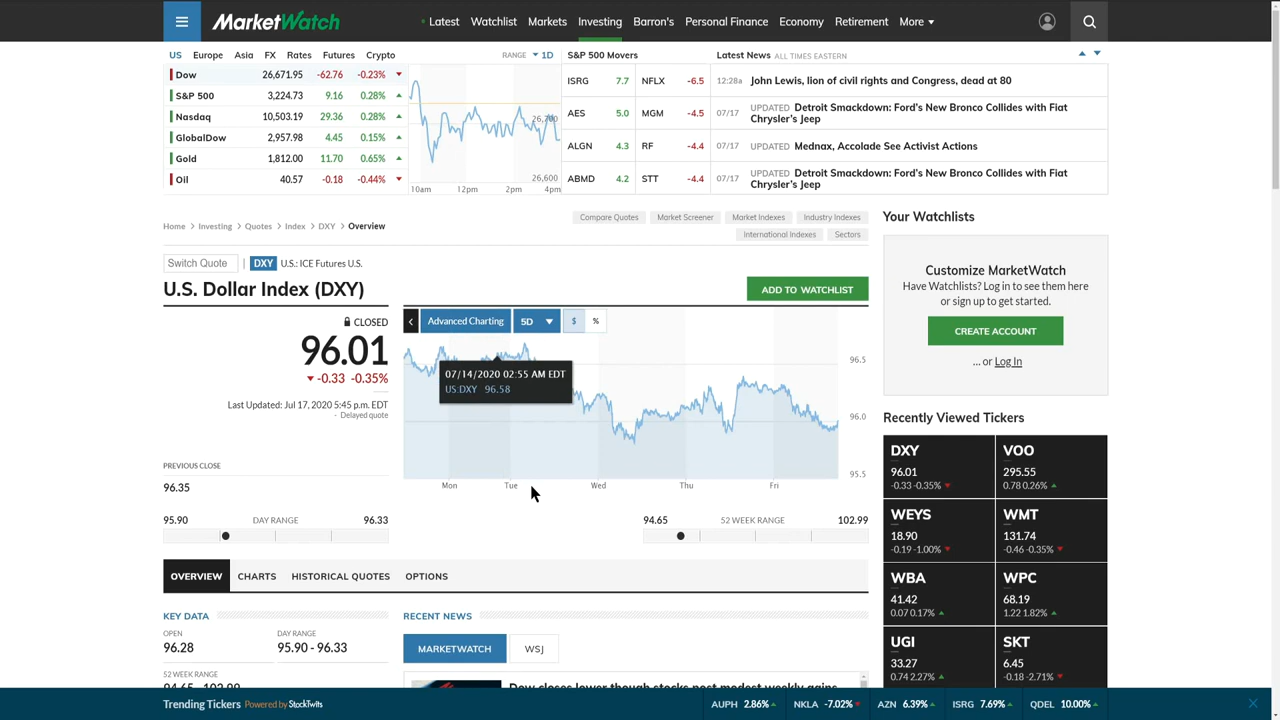 MarketWatch
Latest Watchlist Markets Investing Barron's Personal Finance Economy Retirement More
US Europe Asia FX Rates Futures Crypto
Dow 26,671.95 -62.76 -0.23%
S&P 500 3,224.73 9.16 0.28%
Nasdaq 10,503.19 29.36 0.28%
GlobalDow 2,957.98 4.45 0.15%
Gold 1,812.00 11.70 0.65%
Oil 40.57 -0.18 -0.44%
RANGE 1D
26,700
26,600
10am 12pm 2pm 4pm
S&P 500 Movers
ISRG 7.7 NFLX -6.5
AES 5.0 MGM -4.5
ALGN 4.3 RF -4.4
ABMD 4.2 STT -4.4
Latest News ALL TIMES EASTERN
12:28a John Lewis, lion of civil rights and Congress, dead at 80
07/17 UPDATED Detroit Smackdown: Ford's New Bronco Collides with Fiat
Chrysler's Jeep
07/17 UPDATED Mednax, Accolade See Activist Actions
07/17 UPDATED Detroit Smackdown: Ford's New Bronco Collides with Fiat
Chrysler's Jeep
Home > Investing > Quotes > Index > DXY > Overview
Compare Quotes Market Screener Market Indexes Industry Indexes
International Indexes Sectors
Switch Quote | DXY U.S.: ICE Futures U.S.
U.S. Dollar Index (DXY)
ADD TO WATCHLIST
CLOSED
96.01
-0.33 -0.35%
Last Updated: Jul 17, 2020 5:45 p.m. EDT
- Delayed quote
PREVIOUS CLOSE
96.35
Advanced Charting 5D $ %
07/14/2020 02:55 AM EDT
US:DXY 96.58
96.5
96.0
95.5
Mon Tue Wed Thu Fri
95.90 DAY RANGE 96.33
94.65 52 WEEK RANGE 102.99
OVERVIEW CHARTS HISTORICAL QUOTES OPTIONS
KEY DATA
OPEN
96.28
DAY RANGE
95.90 - 96.33
52 WEEK RANGE
94.65 - 102.99
RECENT NEWS
MARKETWATCH WSJ
Dow closes lower though stocks post modest weekly gains
Your Watchlists
Customize MarketWatch
Have Watchlists? Log in to see them here
or sign up to get started.
CREATE ACCOUNT
... or Log In
Recently Viewed Tickers
DXY
96.01
-0.33 -0.35%
VOO
295.55
0.78 0.26%
WEYS
18.90
-0.19 -1.00%
WMT
131.74
-0.46 -0.35%
WBA
41.42
0.07 0.17%
WPC
68.19
1.22 1.82%
UGI
33.27
0.74 2.27%
SKT
6.45
-0.18 -2.71%
Trending Tickers Powered by StockTwits
AUPH 2.86% NKLA -7.02% AZN 6.39% ISRG 7.69% QDEL 10.00%